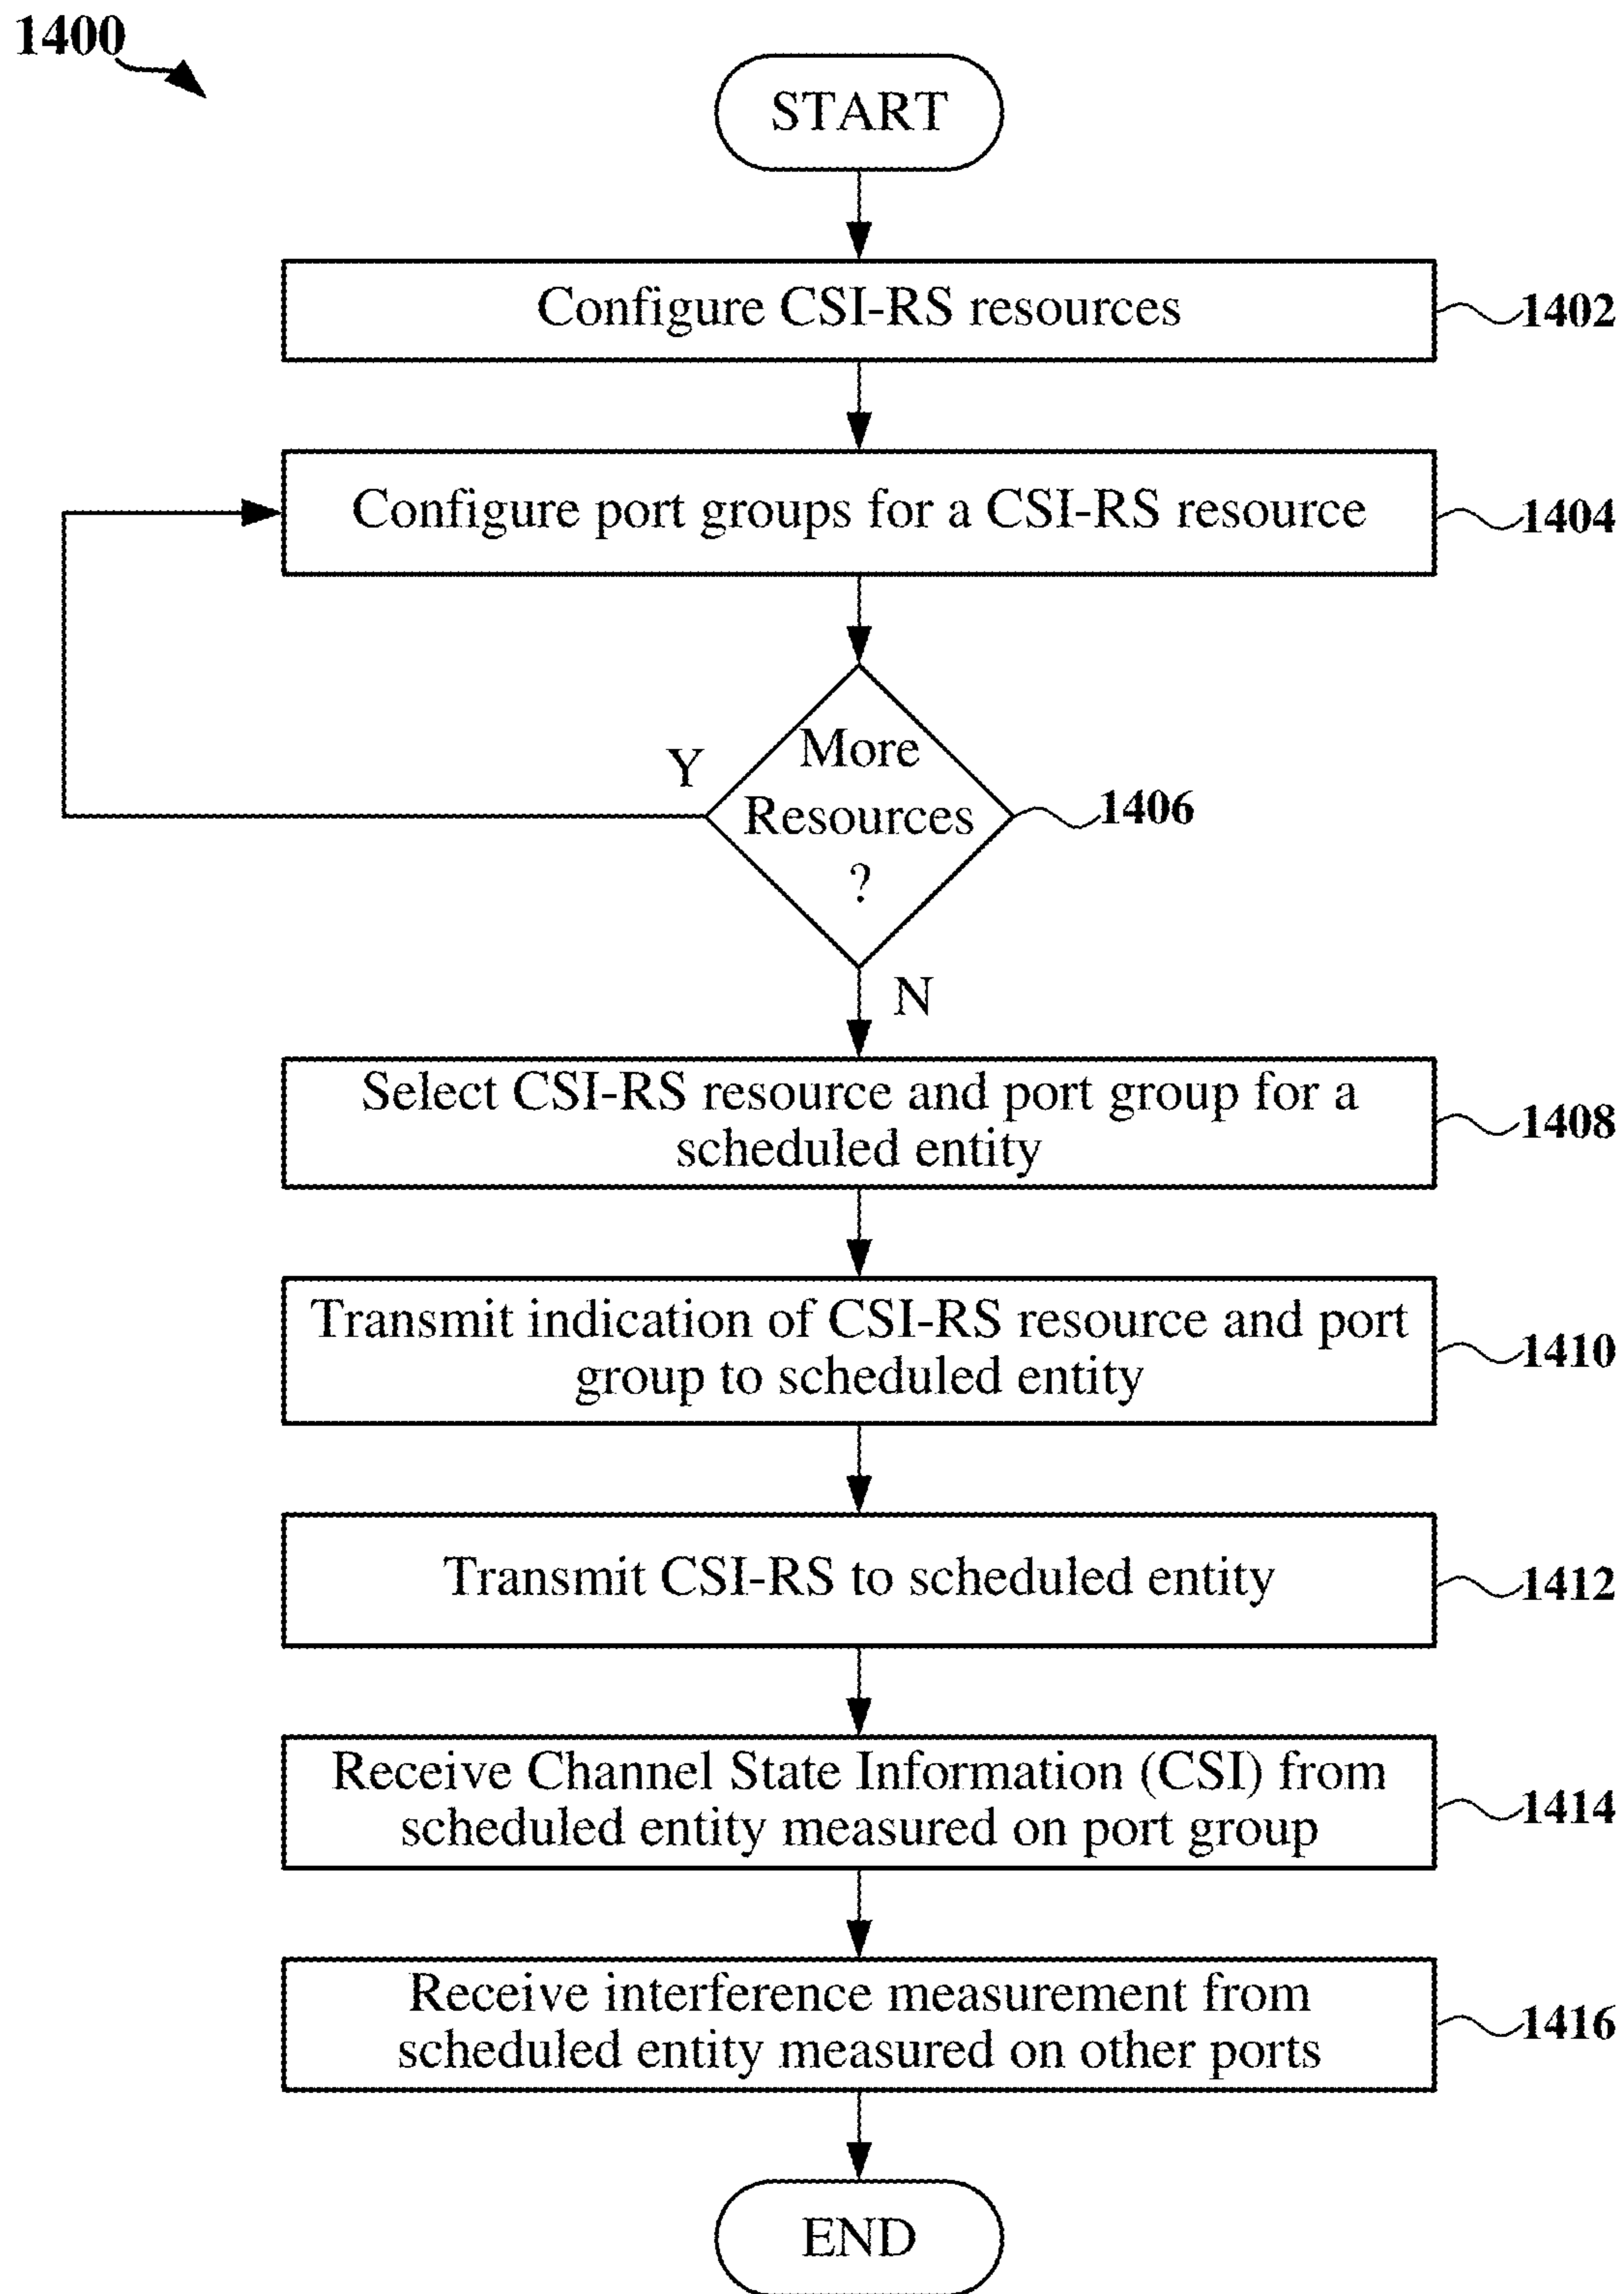 1400
START
Configure CSI-RS resources
1402
Configure port groups for a CSI-RS resource
1404
More
Resources
?
Y
1406
N
Select CSI-RS resource and port group for a
scheduled entity
1408
Transmit indication of CSI-RS resource and port
group to scheduled entity
1410
Transmit CSI-RS to scheduled entity
1412
Receive Channel State Information (CSI) from
scheduled entity measured on port group
1414
Receive interference measurement from
scheduled entity measured on other ports
1416
END